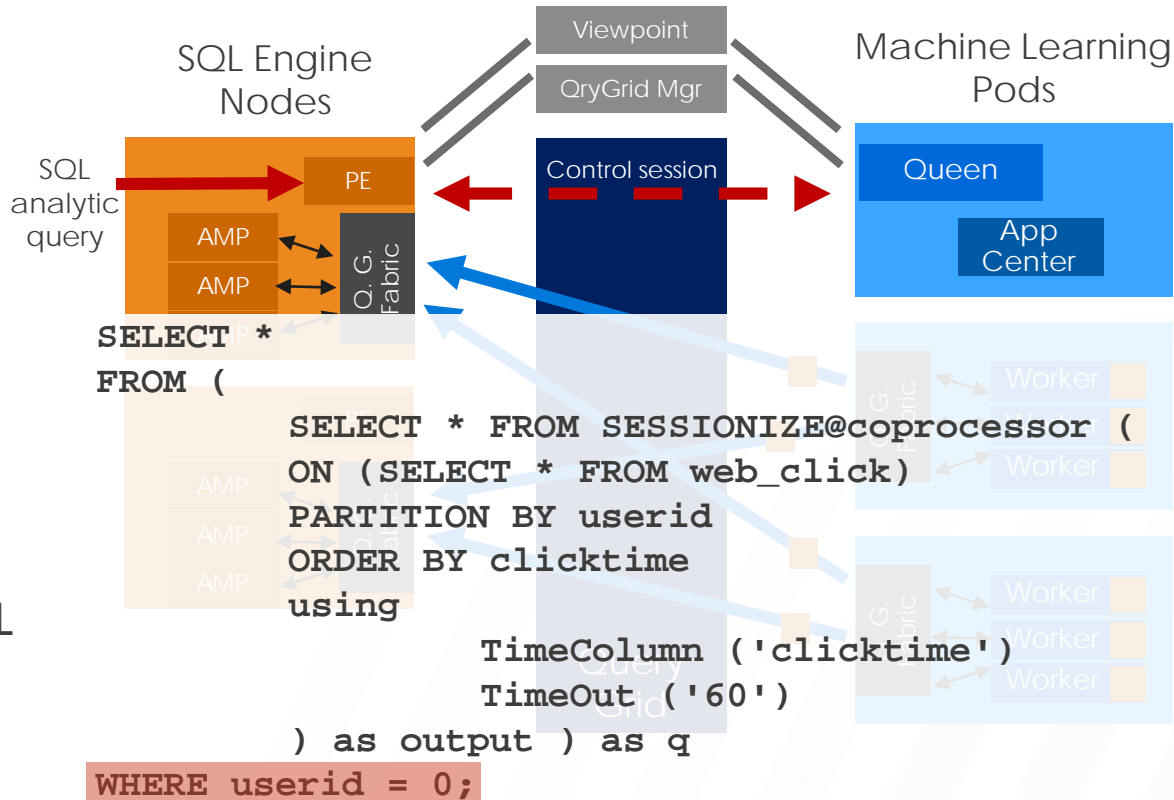 Viewpoint
QryGrid Mgr
SQL Engine
Nodes
Machine Learning
Pods
SQL
analytic
query
PE
Control session
Queen
AMP
AMP
Q. G.
Fabric
App
Center
SELECT *
FROM (
SELECT * FROM SESSIONIZE@coprocessor (
ON (SELECT * FROM web_click)
PARTITION BY userid
ORDER BY clicktime
using
TimeColumn ('clicktime')
TimeOut ('60')
) as output ) as q
WHERE userid = 0;
AMP
AMP
AMP
Query
Grid
Worker
Worker
Worker
Worker
Worker